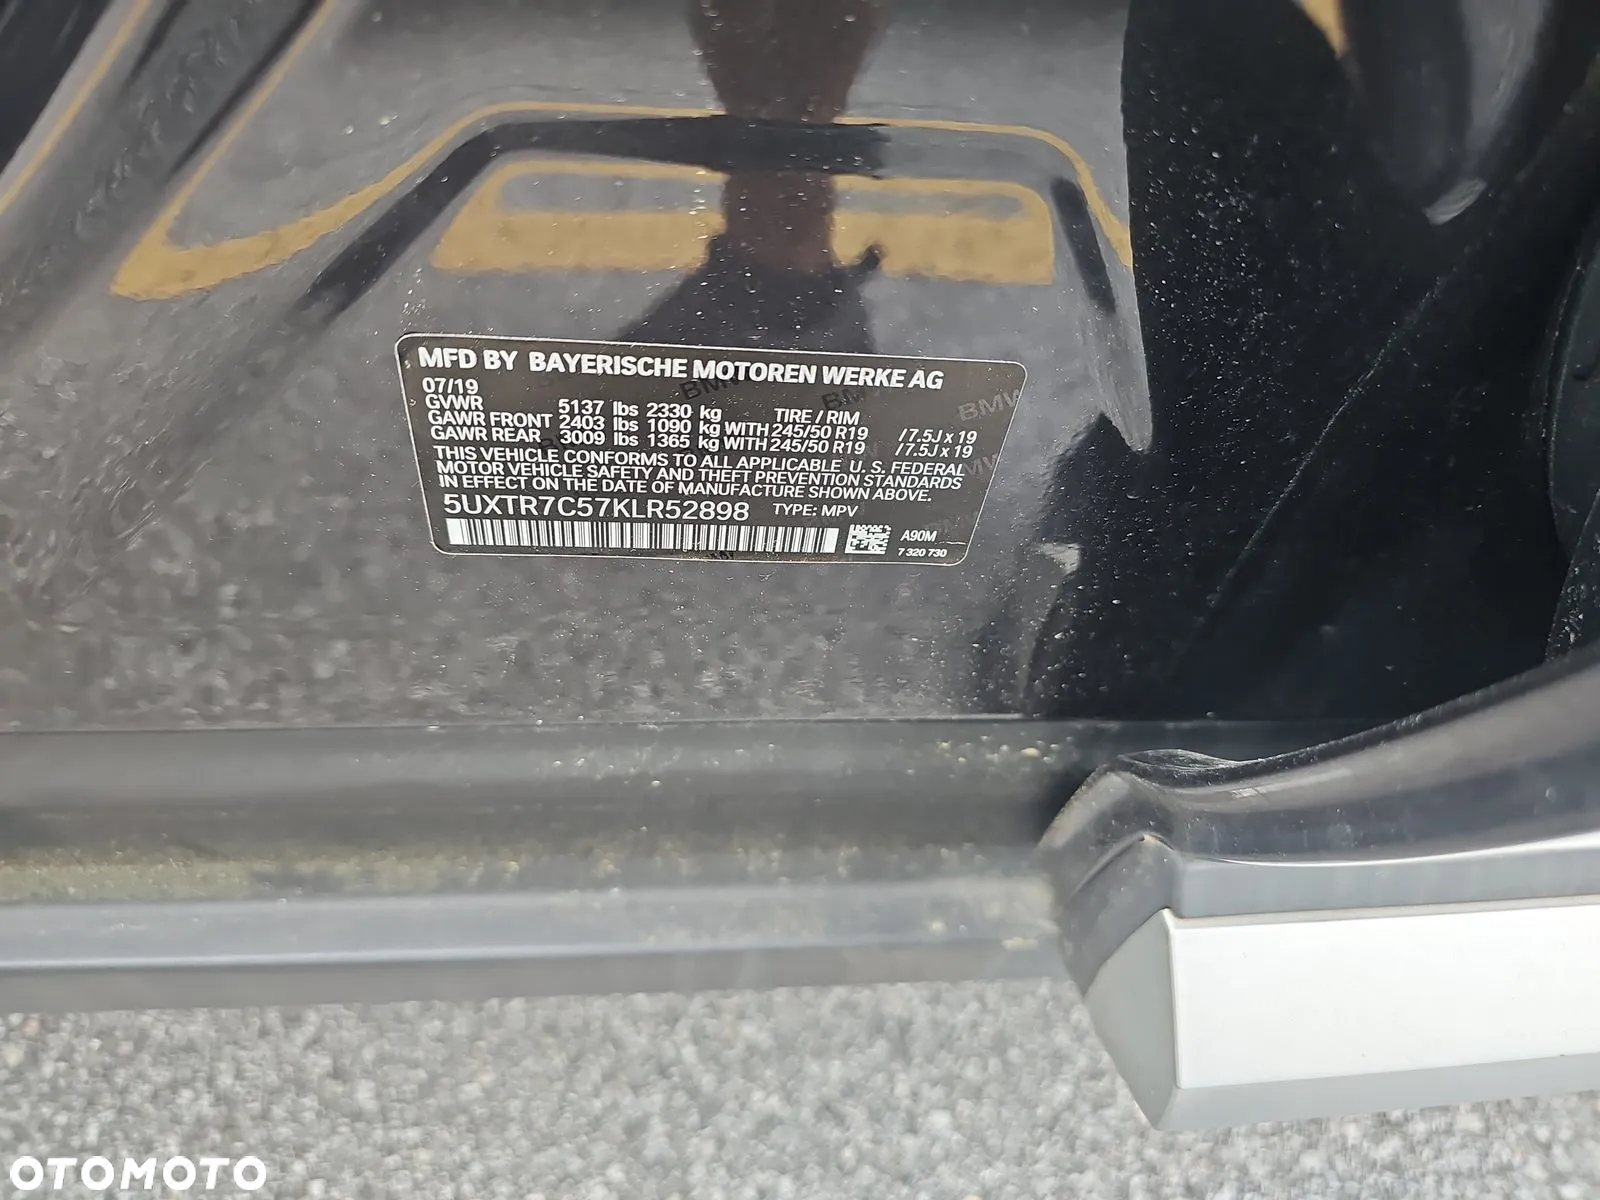 MFD BY BAYERISCHE MOTOREN WERKE AG
07/19
GVWR 5137 lbs 2330 kg TIRE / RIM
GAWR FRONT 2403 lbs 1090 kg WITH 245/50 R19 / 7.5J x 19
GAWR REAR 3009 lbs 1365 kg WITH 245/50 R19 / 7.5J x 19
THIS VEHICLE CONFORMS TO ALL APPLICABLE U. S. FEDERAL
MOTOR VEHICLE SAFETY AND THEFT PREVENTION STANDARDS
IN EFFECT ON THE DATE OF MANUFACTURE SHOWN ABOVE.
5UXTR7C57KLR52898 TYPE: MPV
A90M
7 320 730
OTOMOTO